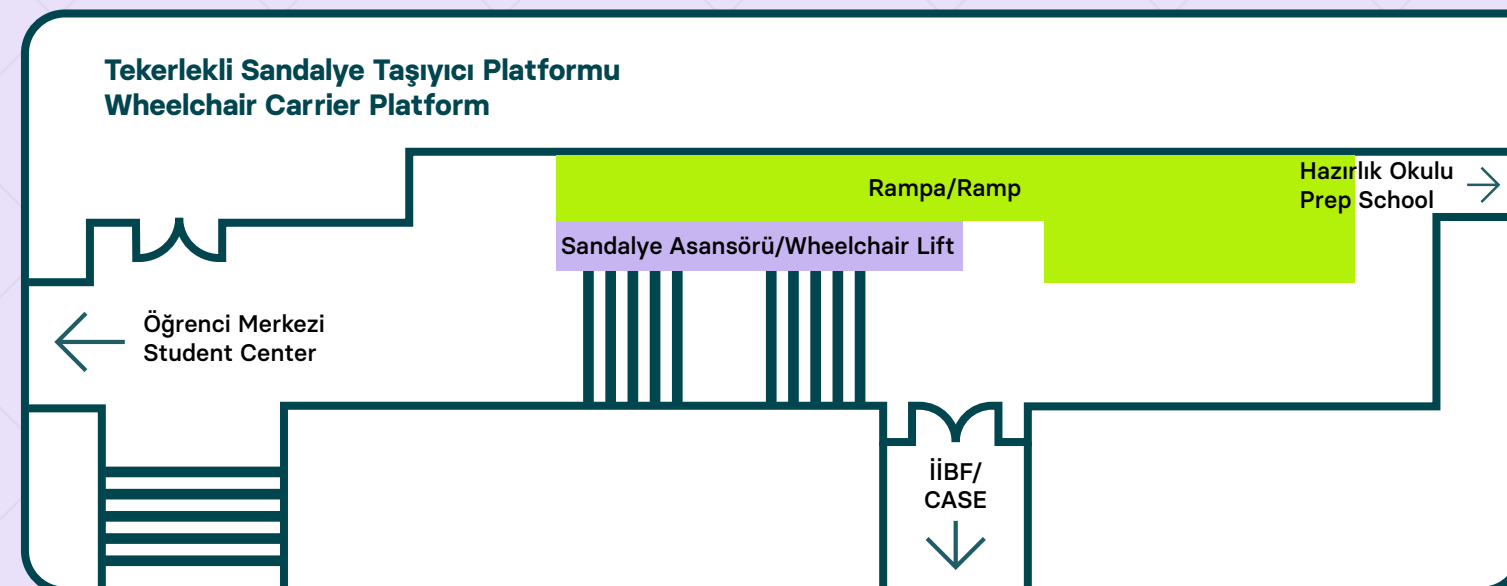 Tekerlekli Sandalye Taşıyıcı Platformu
Wheelchair Carrier Platform
Rampa/Ramp
Hazırlık Okulu
Prep School
Sandalye Asansörü/Wheelchair Lift
Öğrenci Merkezi
Student Center
İİBF/
CASE